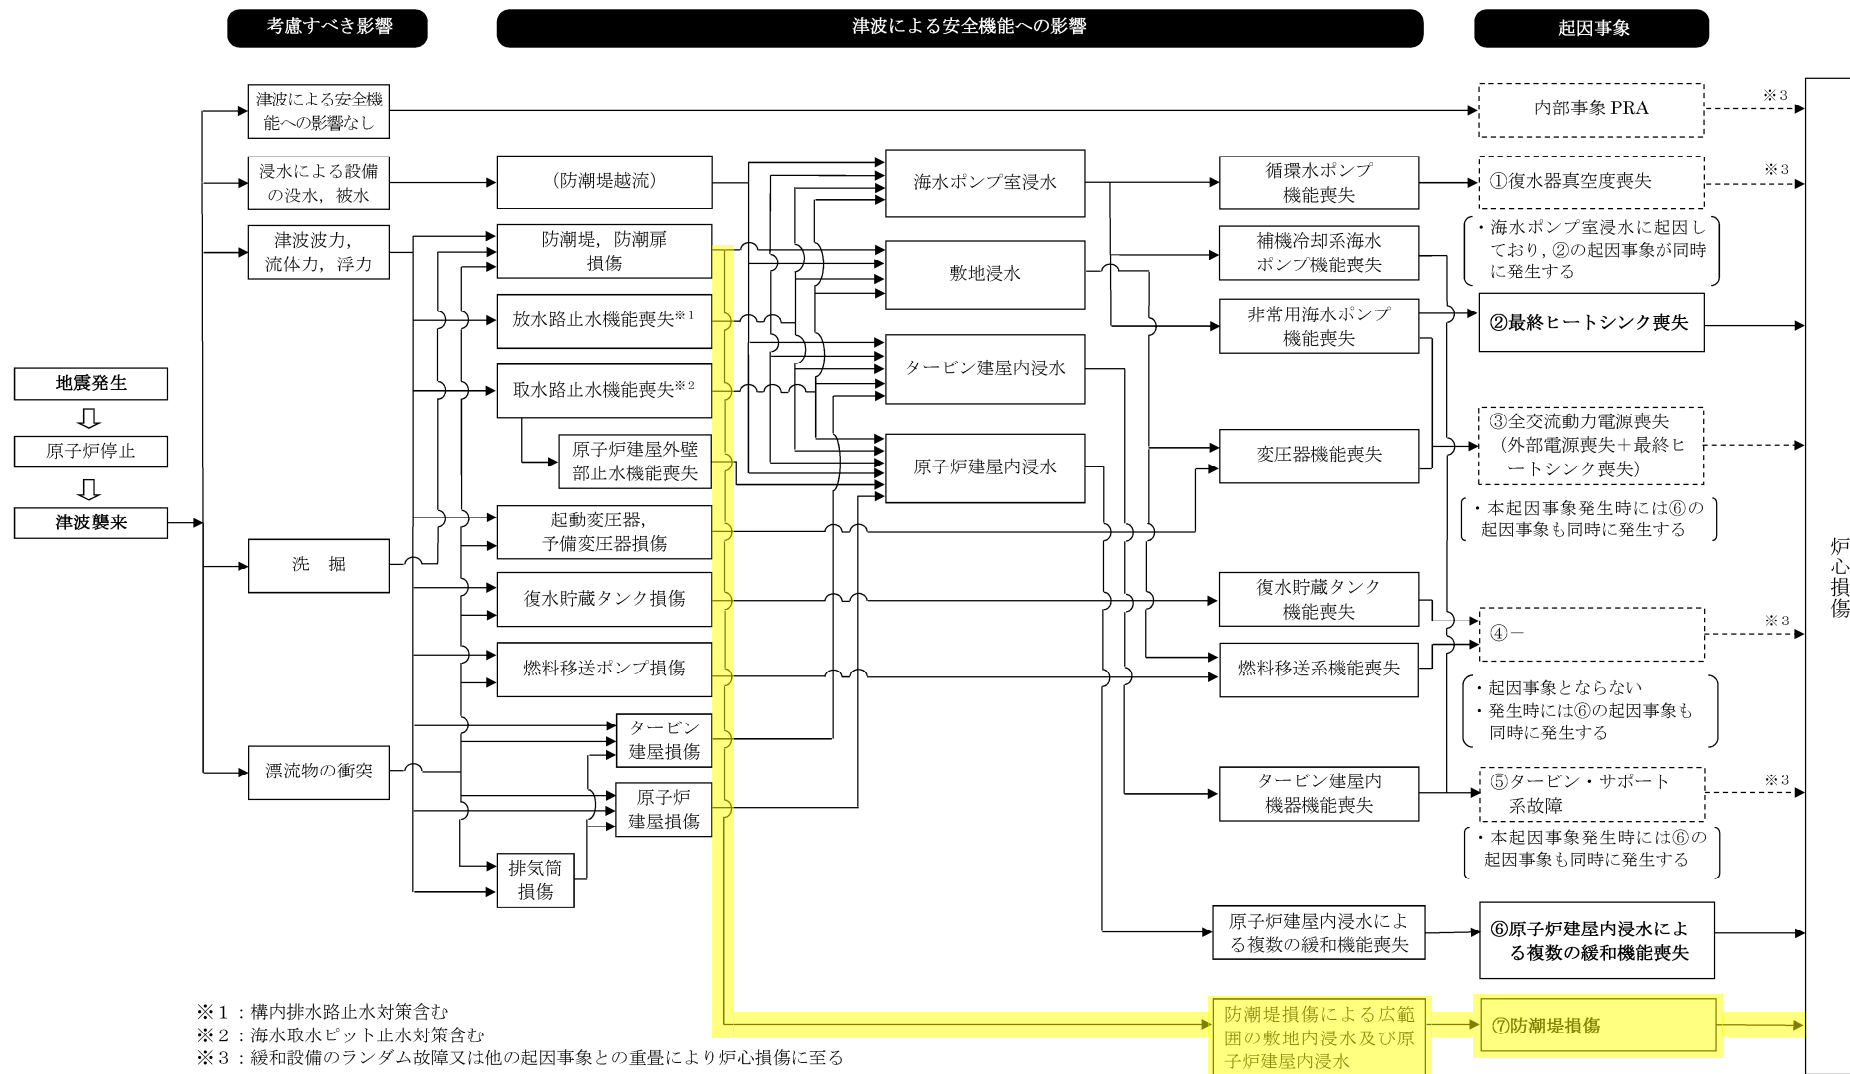 考慮すべき影響
津波による安全機能への影響
起因事象
地震発生
原子炉停止
津波襲来
津波による安全機
能への影響なし
浸水による設備
の没水，被水
津波波力，
流体力，浮力
洗　掘
漂流物の衝突
（防潮堤越流）
防潮堤，防潮扉
損傷
放水路止水機能喪失※1
取水路止水機能喪失※2
原子炉建屋外壁
部止水機能喪失
起動変圧器，
予備変圧器損傷
復水貯蔵タンク損傷
燃料移送ポンプ損傷
タービン
建屋損傷
原子炉
建屋損傷
排気筒
損傷
海水ポンプ室浸水
敷地浸水
タービン建屋内浸水
原子炉建屋内浸水
循環水ポンプ
機能喪失
補機冷却系海水
ポンプ機能喪失
非常用海水ポンプ
機能喪失
変圧器機能喪失
復水貯蔵タンク
機能喪失
燃料移送系機能喪失
タービン建屋内
機器機能喪失
原子炉建屋内浸水によ
る複数の緩和機能喪失
防潮堤損傷による広範
囲の敷地内浸水及び原
子炉建屋内浸水
内部事象 PRA
※３
①復水器真空度喪失
※３
・海水ポンプ室浸水に起因し
ており，②の起因事象が同時
に発生する
②最終ヒートシンク喪失
③全交流動力電源喪失
（外部電源喪失＋最終ヒ
ートシンク喪失）
・本起因事象発生時には⑥の
起因事象も同時に発生する
④－
※３
・起因事象とならない
・発生時には⑥の起因事象も
同時に発生する
⑤タービン・サポート
系故障
※３
・本起因事象発生時には⑥の
起因事象も同時に発生する
⑥原子炉建屋内浸水によ
る複数の緩和機能喪失
⑦防潮堤損傷
炉心損傷
※１：構内排水路止水対策含む
※２：海水取水ピット止水対策含む
※３：緩和設備のランダム故障又は他の起因事象との重畳により炉心損傷に至る